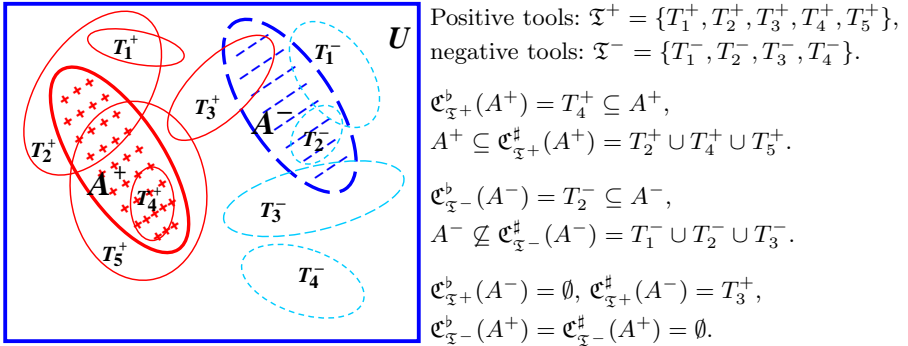 U
T₁⁺
T₁⁻
T₃⁺
A⁻
T₂⁻
T₂⁺
A⁺
T₄⁺
T₃⁻
T₅⁺
T₄⁻
Positive tools: 𝔗⁺ = {T₁⁺, T₂⁺, T₃⁺, T₄⁺, T₅⁺},
negative tools: 𝔗⁻ = {T₁⁻, T₂⁻, T₃⁻, T₄⁻}.
ℭ^♭_{𝔗⁺}(A⁺) = T₄⁺ ⊆ A⁺,
A⁺ ⊆ ℭ^♯_{𝔗⁺}(A⁺) = T₂⁺ ∪ T₄⁺ ∪ T₅⁺.
ℭ^♭_{𝔗⁻}(A⁻) = T₂⁻ ⊆ A⁻,
A⁻ ⊈ ℭ^♯_{𝔗⁻}(A⁻) = T₁⁻ ∪ T₂⁻ ∪ T₃⁻.
ℭ^♭_{𝔗⁺}(A⁻) = ∅, ℭ^♯_{𝔗⁺}(A⁻) = T₃⁺,
ℭ^♭_{𝔗⁻}(A⁺) = ℭ^♯_{𝔗⁻}(A⁺) = ∅.